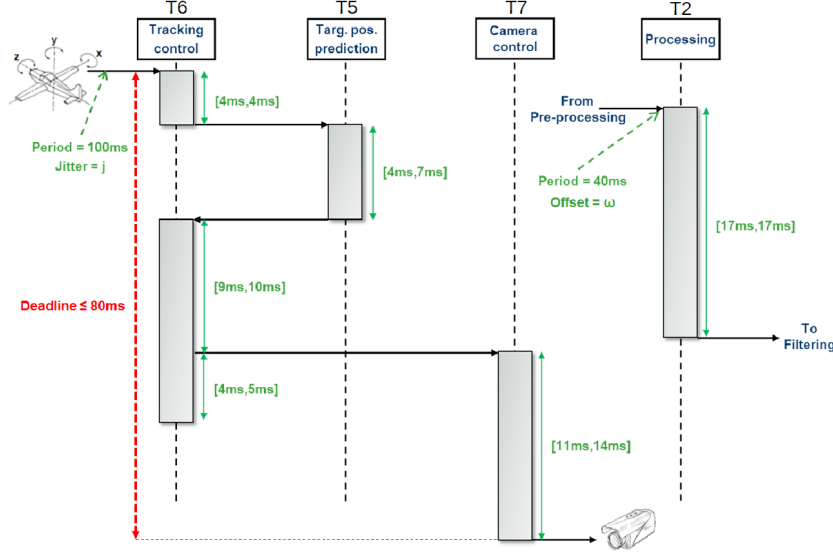 T6
T5
T7
T2
Tracking
control
Targ. pos.
prediction
Camera
control
Processing
y
z
x
[4ms,4ms]
From
Pre-processing
Period = 100ms
Jitter = j
[4ms,7ms]
Period = 40ms
Offset = ω
[17ms,17ms]
[9ms,10ms]
Deadline ≤ 80ms
To
Filtering
[4ms,5ms]
[11ms,14ms]